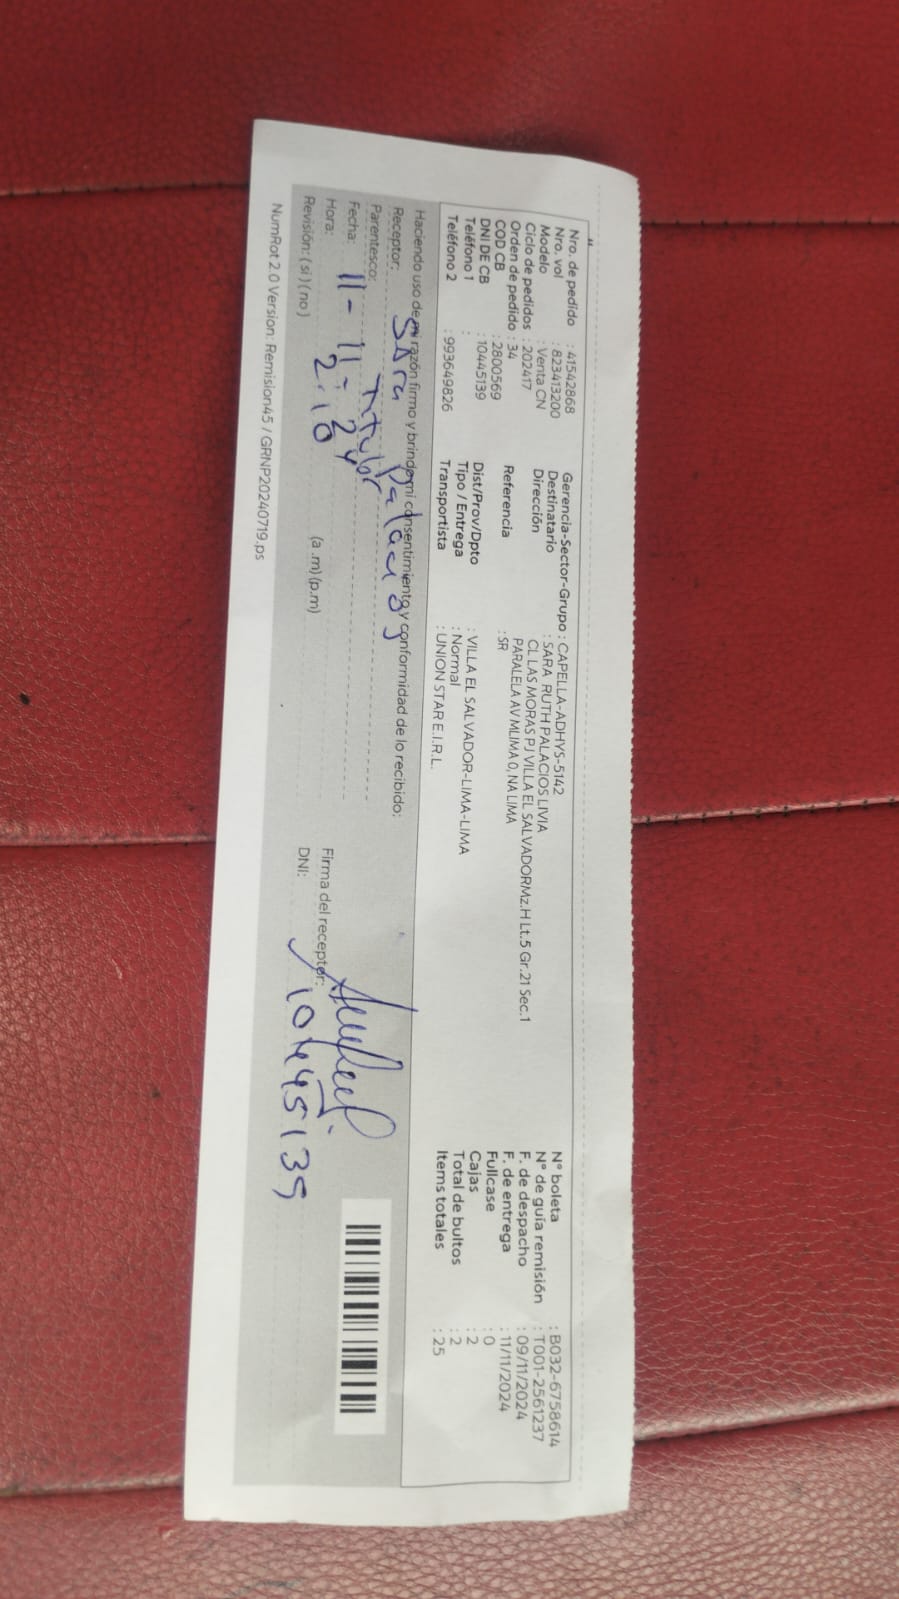 Nro. de pedido : 41542868
Nro. vol : 823413200
Modelo : Venta CN
Ciclo de pedidos : 202417
Orden de pedido : 34
COD CB : 2800569
DNI DE CB : 10445139
Teléfono 1 :
Teléfono 2 : 993649826
Gerencia-Sector-Grupo : CAPELLA-ADHYS-5142
Destinatario : SARA RUTH PALACIOS LIVIA
Dirección : CL LAS MORAS PJ VILLA EL SALVADORMz.H Lt.5 Gr.21 Sec.1
PARALELA AV MLIMA 0, NA LIMA
Referencia : SR
Dist/Prov/Dpto : VILLA EL SALVADOR-LIMA-LIMA
Tipo / Entrega : Normal
Transportista : UNION STAR E.I.R.L.
N° boleta : B032-6758614
N° de guía remisión : T001-2561237
F. de despacho : 09/11/2024
F. de entrega : 11/11/2024
Fullcase : 0
Cajas : 2
Total de bultos : 2
Items totales : 25
Haciendo uso de mi razón firmo y brindo mi consentimiento y conformidad de lo recibido:
Receptor: SARA Palacios
Parentesco: Titular
Fecha: 11-11-24
Hora: 2:10 (a .m) (p.m)
Revisión: ( si ) ( no )
Firma del receptor:
DNI: 10445139
NumRot 2.0 Version: Remision45 / GRNP20240719.ps